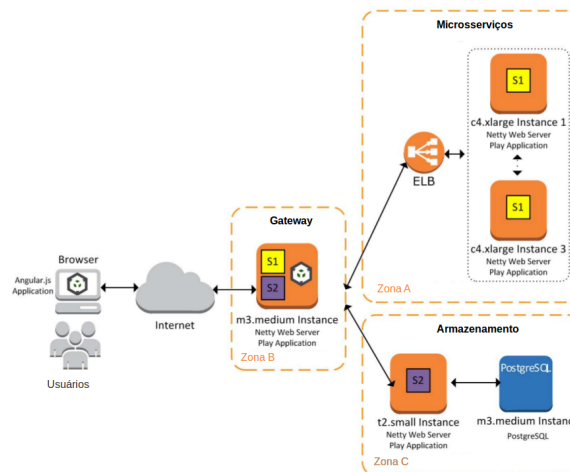 Microsserviços
S1
c4.xlarge Instance 1
Netty Web Server
Play Application
ELB
S1
c4.xlarge Instance 3
Netty Web Server
Play Application
Zona A
Gateway
S1
S2
m3.medium Instance
Netty Web Server
Play Application
Zona B
Browser
Angular.js
Application
Internet
Usuários
Armazenamento
S2
PostgreSQL
t2.small Instance
Netty Web Server
Play Application
m3.medium Instanc
PostgreSQL
Zona C